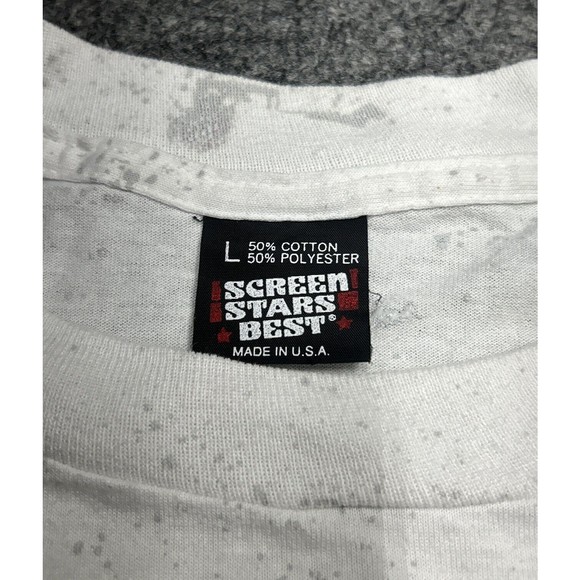 L 50% COTTON
50% POLYESTER
SCREEN
STARS
BEST®
MADE IN U.S.A.